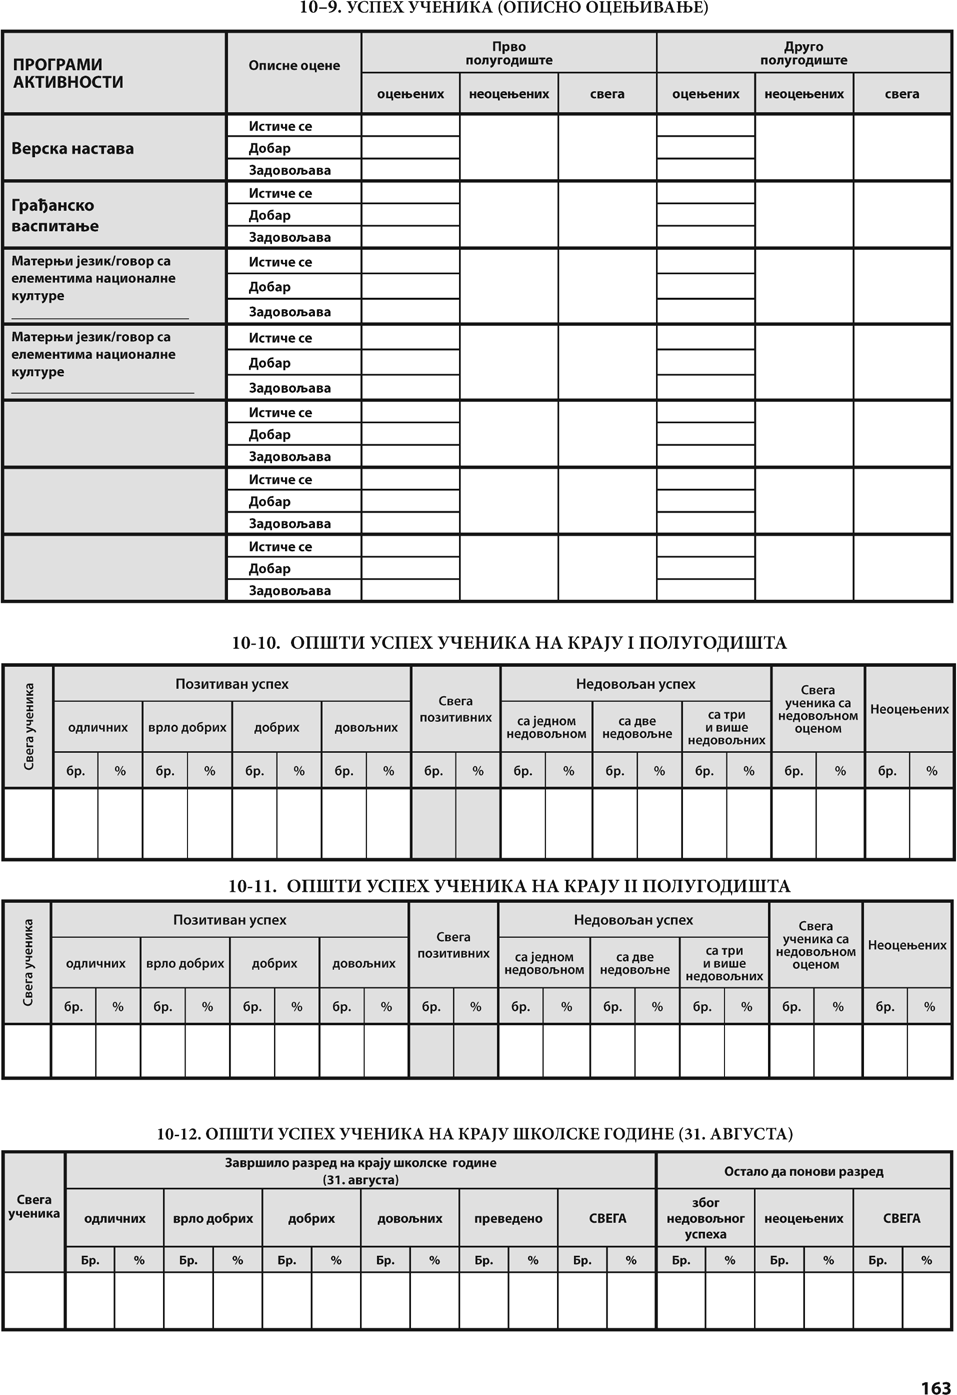 10–9. УСПЕХ УЧЕНИКА (ОПИСНО ОЦЕЊИВАЊЕ)
ПРОГРАМИ
АКТИВНОСТИ
Описне оцене
Прво
полугодиште
Друго
полугодиште
оцењених неоцењених свега оцењених неоцењених свега
Верска настава
Истиче се
Добар
Задовољава
Грађанско
васпитање
Истиче се
Добар
Задовољава
Матерњи језик/говор са
елементима националне
културе
Истиче се
Добар
Задовољава
Матерњи језик/говор са
елементима националне
културе
Истиче се
Добар
Задовољава
Истиче се
Добар
Задовољава
Истиче се
Добар
Задовољава
Истиче се
Добар
Задовољава
10-10. ОПШТИ УСПЕХ УЧЕНИКА НА КРАЈУ I ПОЛУГОДИШТА
Свега ученика
Позитиван успех
Свега
позитивних
Недовољан успех
Свега
ученика са
недовољном
оценом
Неоцењених
одличних врло добрих добрих довољних
са једном
недовољном
са две
недовољне
са три
и више
недовољних
бр. % бр. % бр. % бр. % бр. % бр. % бр. % бр. % бр. % бр. %
10-11. ОПШТИ УСПЕХ УЧЕНИКА НА КРАЈУ II ПОЛУГОДИШТА
Свега ученика
Позитиван успех
Свега
позитивних
Недовољан успех
Свега
ученика са
недовољном
оценом
Неоцењених
одличних врло добрих добрих довољних
са једном
недовољном
са две
недовољне
са три
и више
недовољних
бр. % бр. % бр. % бр. % бр. % бр. % бр. % бр. % бр. % бр. %
10-12. ОПШТИ УСПЕХ УЧЕНИКА НА КРАЈУ ШКОЛСКЕ ГОДИНЕ (31. АВГУСТА)
Свега
ученика
Завршило разред на крају школске године
(31. августа)
Остало да понови разред
одличних врло добрих добрих довољних преведено СВЕГА
због
недовољног
успеха
неоцењених СВЕГА
Бр. % Бр. % Бр. % Бр. % Бр. % Бр. % Бр. % Бр. % Бр. %
163